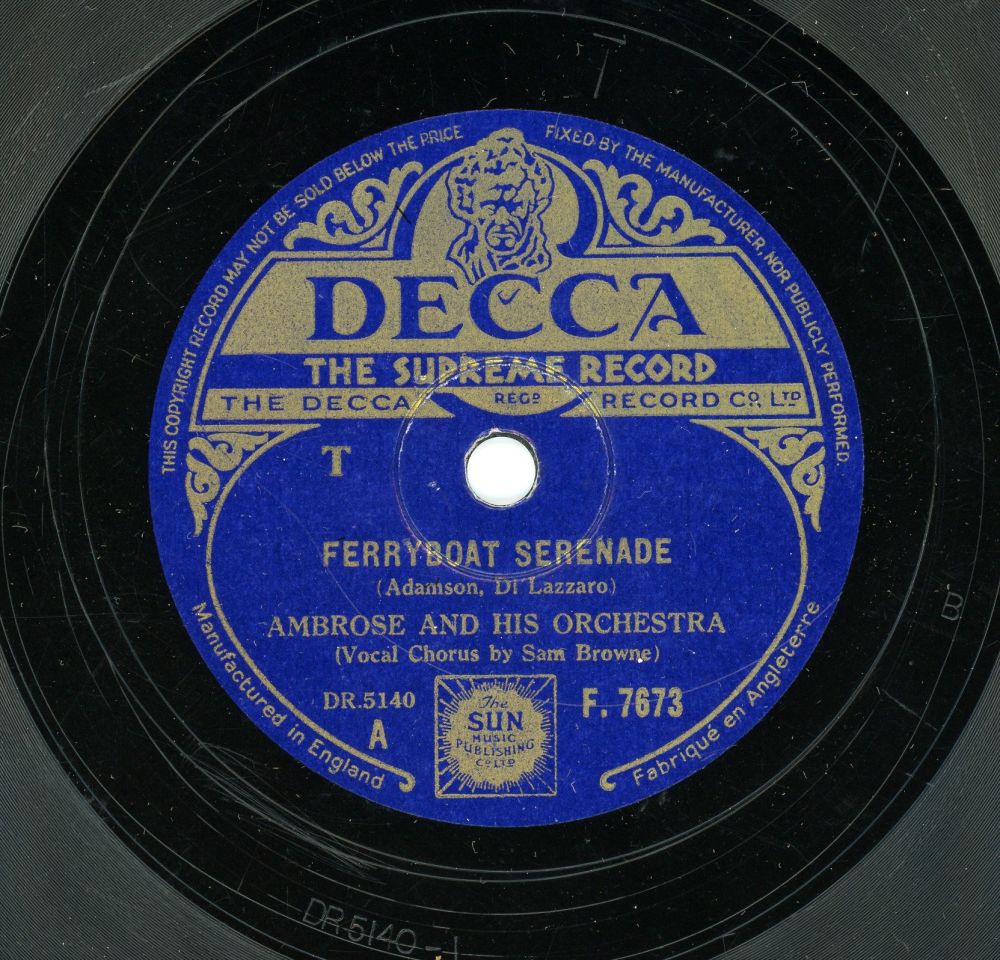 THIS COPYRIGHT RECORD MAY NOT BE SOLD BELOW THE PRICE FIXED BY THE MANUFACTURER, NOR PUBLICLY PERFORMED.
DECCA
THE SUPREME RECORD
THE DECCA REGD RECORD CO. LTD
T
FERRYBOAT SERENADE
(Adamson, Di Lazzaro)
AMBROSE AND HIS ORCHESTRA
(Vocal Chorus by Sam Browne)
DR.5140
A
The
SUN
MUSIC
PUBLISHING
CO LTD
F. 7673
Manufactured in England
Fabriqué en Angleterre
B
DR.5140-1